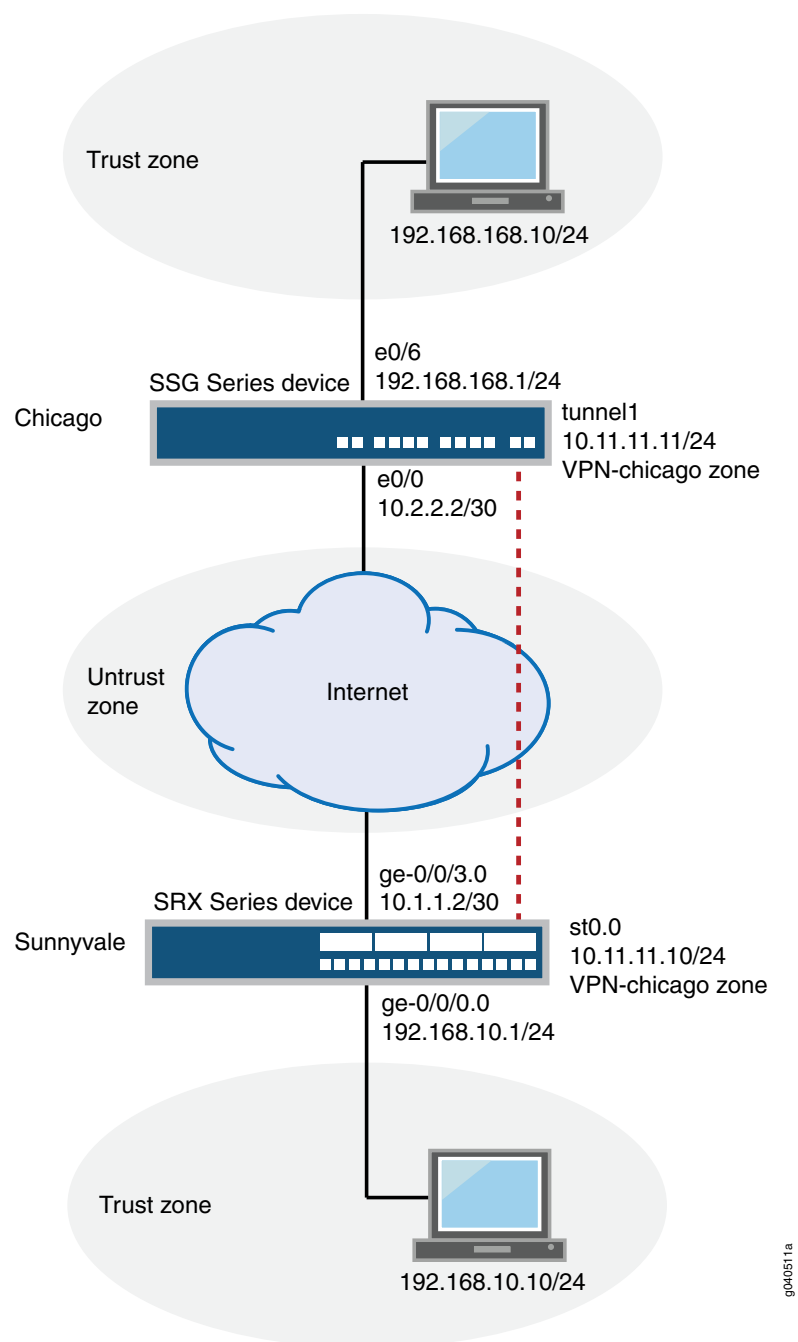 Trust zone
192.168.168.10/24
e0/6
192.168.168.1/24
SSG Series device
Chicago
tunnel1
10.11.11.11/24
VPN-chicago zone
e0/0
10.2.2.2/30
Untrust
zone
Internet
ge-0/0/3.0
10.1.1.2/30
SRX Series device
Sunnyvale
st0.0
10.11.11.10/24
VPN-chicago zone
ge-0/0/0.0
192.168.10.1/24
Trust zone
192.168.10.10/24
g040511a